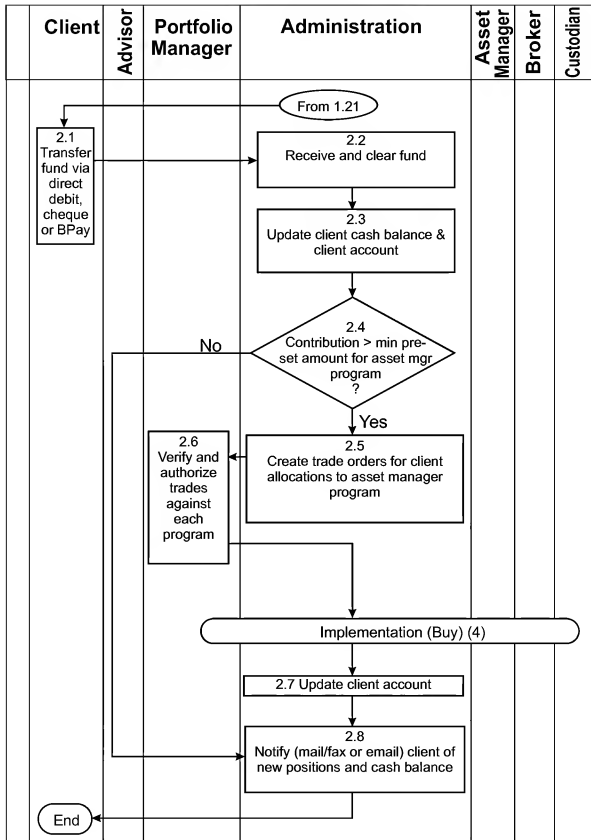 Client
Advisor
Portfolio
Manager
Administration
Asset
Manager
Broker
Custodian
From 1.21
2.1
Transfer
fund via
direct
debit,
cheque
or BPay
2.2
Receive and clear fund
2.3
Update client cash balance &
client account
2.4
Contribution > min pre-
set amount for asset mgr
program
?
No
Yes
2.5
Create trade orders for client
allocations to asset manager
program
2.6
Verify and
authorize
trades
against
each
program
Implementation (Buy) (4)
2.7 Update client account
2.8
Notify (mail/fax or email) client of
new positions and cash balance
End